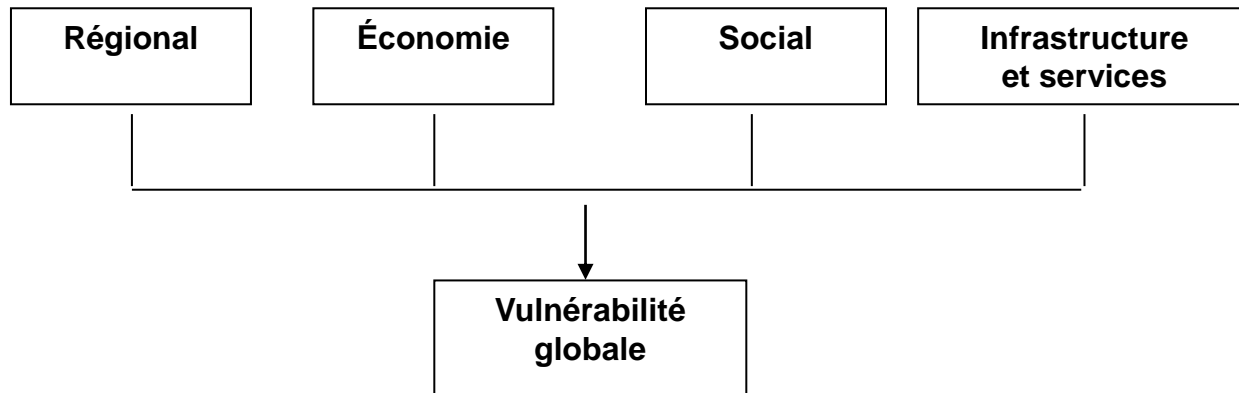 Régional
Économie
Social
Infrastructure
et services
Vulnérabilité
globale